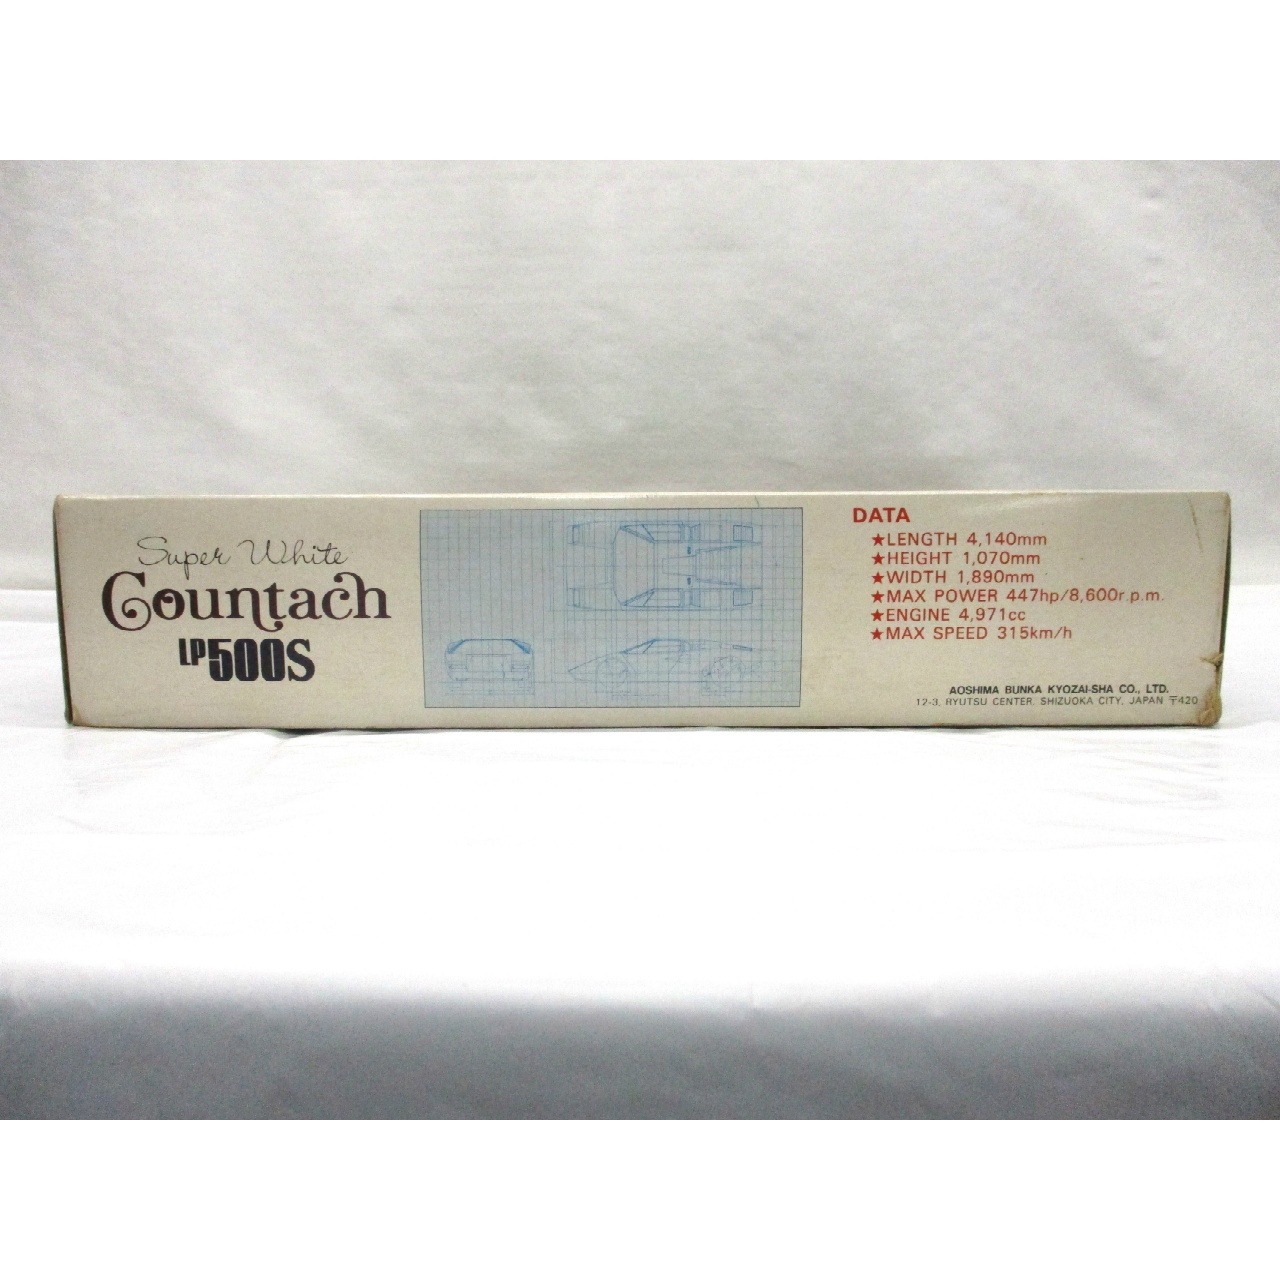 Super White
Countach
LP500S
DATA
★LENGTH 4,140mm
★HEIGHT 1,070mm
★WIDTH 1,890mm
★MAX POWER 447hp/8,600r.p.m.
★ENGINE 4,971cc
★MAX SPEED 315km/h
AOSHIMA BUNKA KYOZAI-SHA CO., LTD.
12-3, RYUTSU CENTER, SHIZUOKA CITY, JAPAN 〒420